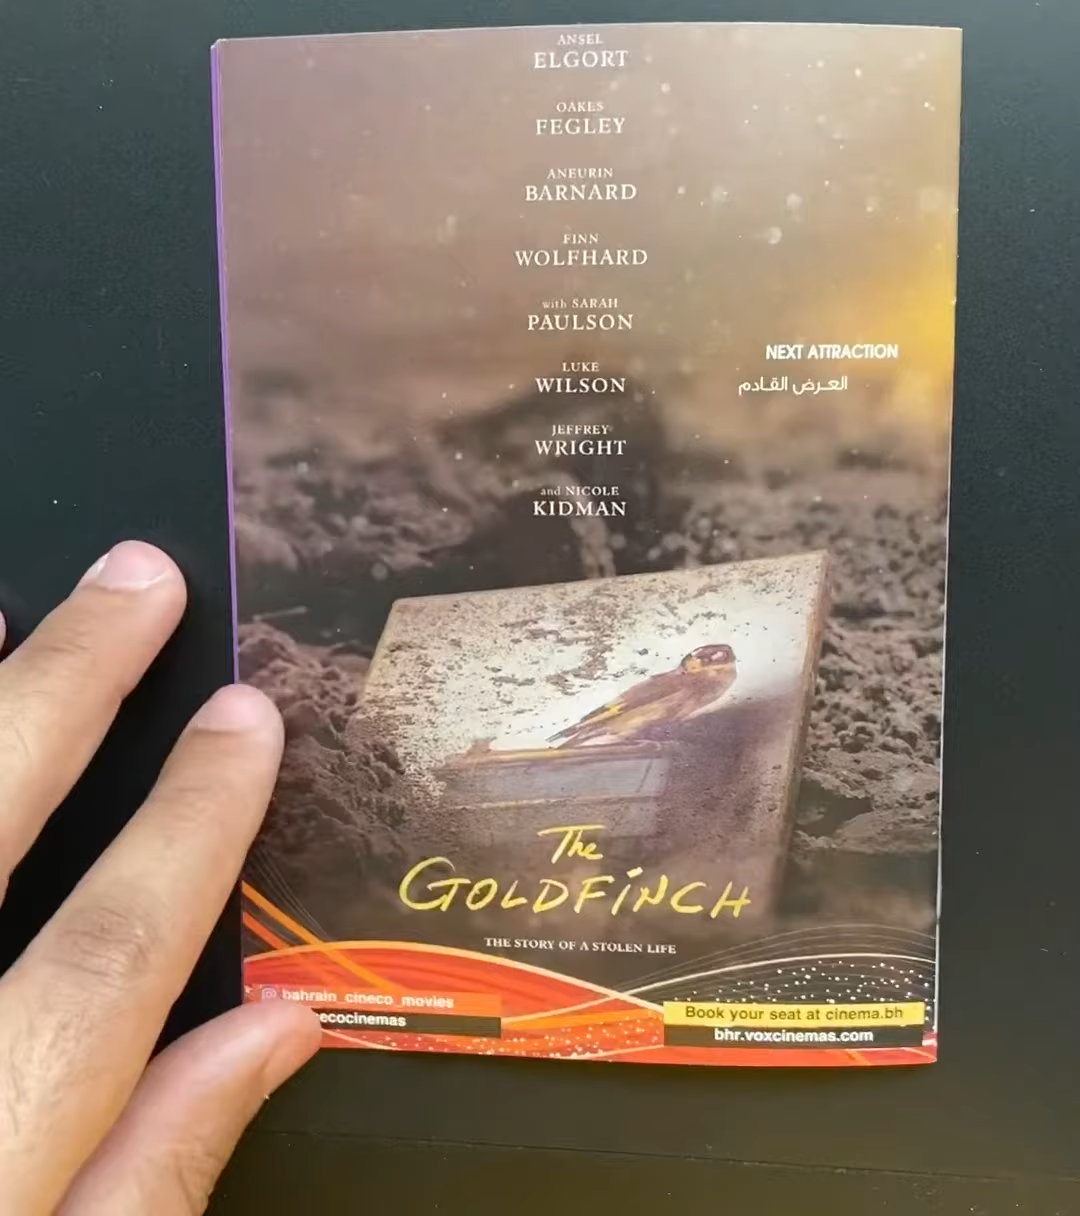 ANSEL
ELGORT
OAKES
FEGLEY
ANEURIN
BARNARD
FINN
WOLFHARD
with SARAH
PAULSON
LUKE
WILSON
JEFFREY
WRIGHT
and NICOLE
KIDMAN
NEXT ATTRACTION
العرض القادم
The
GOLDFINCH
THE STORY OF A STOLEN LIFE
bahrain_cineco_movies
ecocinemas
Book your seat at cinema.bh
bhr.voxcinemas.com